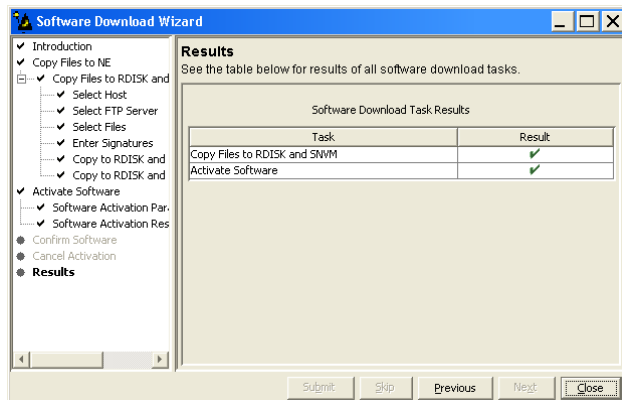 Software Download Wizard
Introduction
Copy Files to NE
Copy Files to RDISK and
Select Host
Select FTP Server
Select Files
Enter Signatures
Copy to RDISK and
Copy to RDISK and
Activate Software
Software Activation Par
Software Activation Res
Confirm Software
Cancel Activation
Results
Results
See the table below for results of all software download tasks.
Software Download Task Results
Task Result
Copy Files to RDISK and SNVM
Activate Software
Submit Skip Previous Next Close